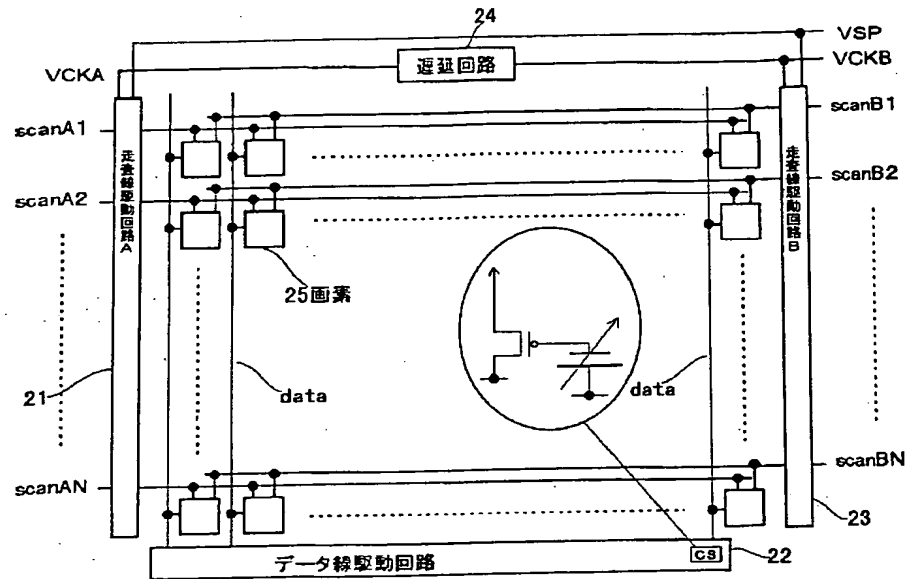 24
VSP
遅延回路
VCKA
VCKB
scanA1
scanB1
scanA2
scanB2
走査線駆動回路A
走査線駆動回路B
25画素
21
data
data
scanAN
scanBN
23
データ線駆動回路
CS
22